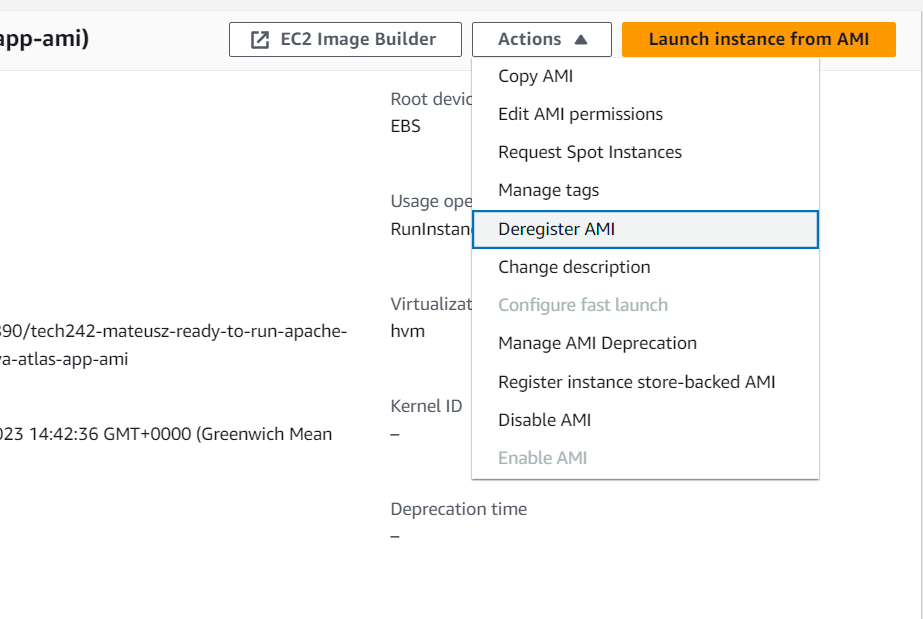 app-ami)
EC2 Image Builder
Actions
Launch instance from AMI
Copy AMI
Edit AMI permissions
Request Spot Instances
Manage tags
Deregister AMI
Change description
Configure fast launch
Manage AMI Deprecation
Register instance store-backed AMI
Disable AMI
Enable AMI
Root devic
EBS
Usage ope
RunInstan
Virtualizat
hvm
390/tech242-mateusz-ready-to-run-apache-
va-atlas-app-ami
Kernel ID
–
023 14:42:36 GMT+0000 (Greenwich Mean
Deprecation time
–